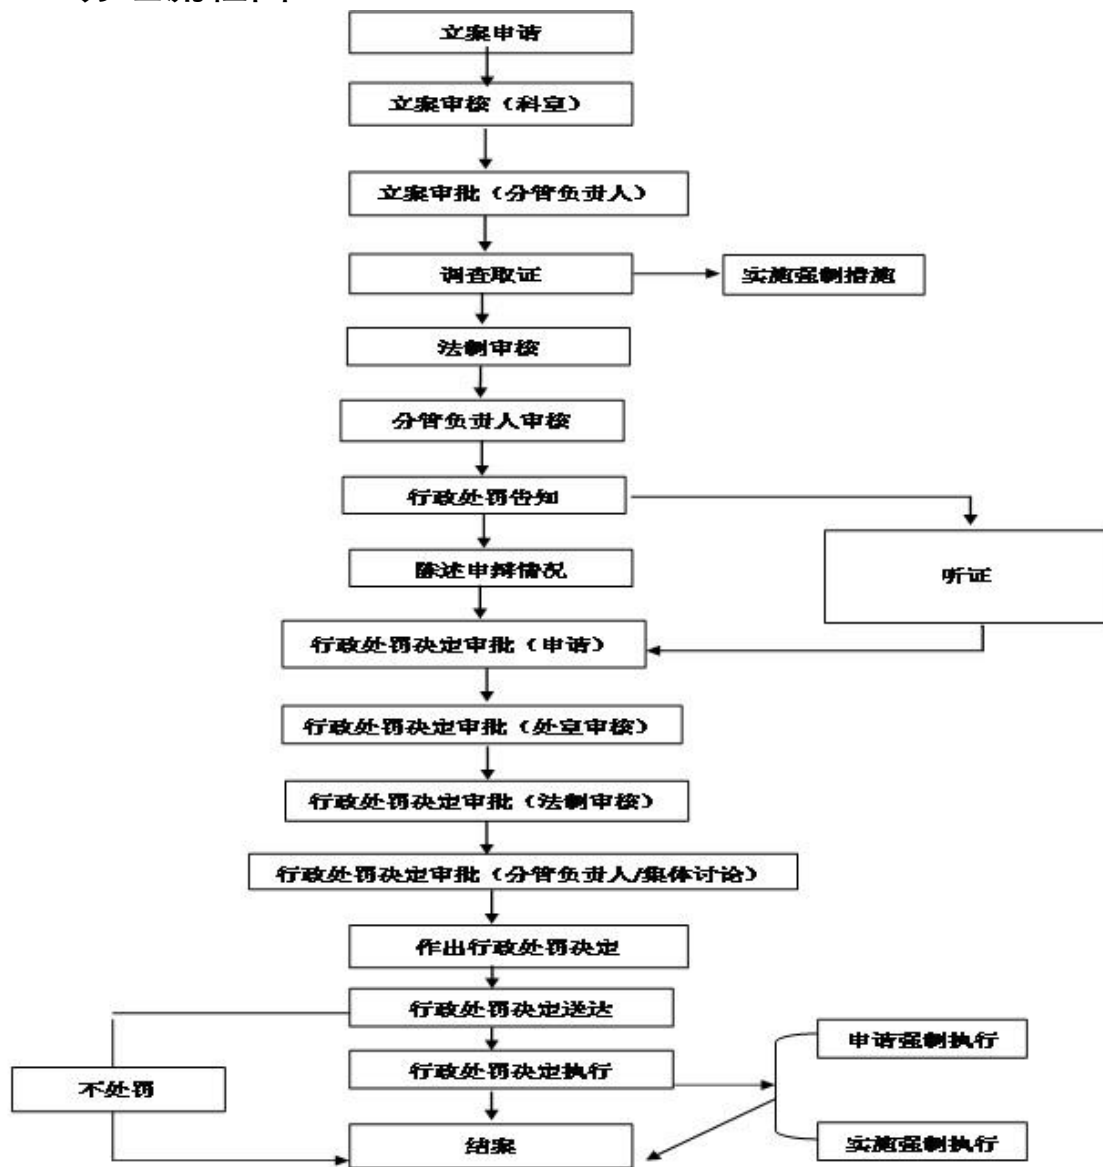 立案申请
立案审核（科室）
立案审批（分管负责人）
调查取证
实施强制措施
法制审核
分管负责人审核
行政处罚告知
陈述申辩情况
听证
行政处罚决定审批（申请）
行政处罚决定审批（处室审核）
行政处罚决定审批（法制审核）
行政处罚决定审批（分管负责人/集体讨论）
作出行政处罚决定
行政处罚决定送达
申请强制执行
行政处罚决定执行
不处罚
结案
实施强制执行